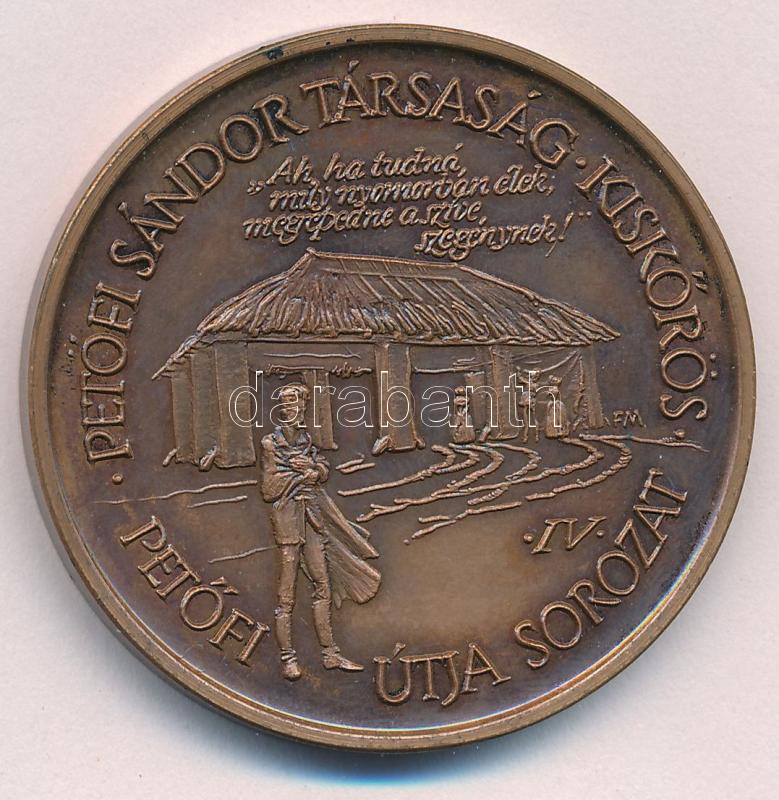 · PETŐFI SÁNDOR TÁRSASÁG · KISKŐRÖS ·
„Ah, ha tudná,
mily nyomorban élek,
megrepedne a szíve,
szegénynek!”
darabanth
FM
· IV ·
PETŐFI ÚTJA SOROZAT